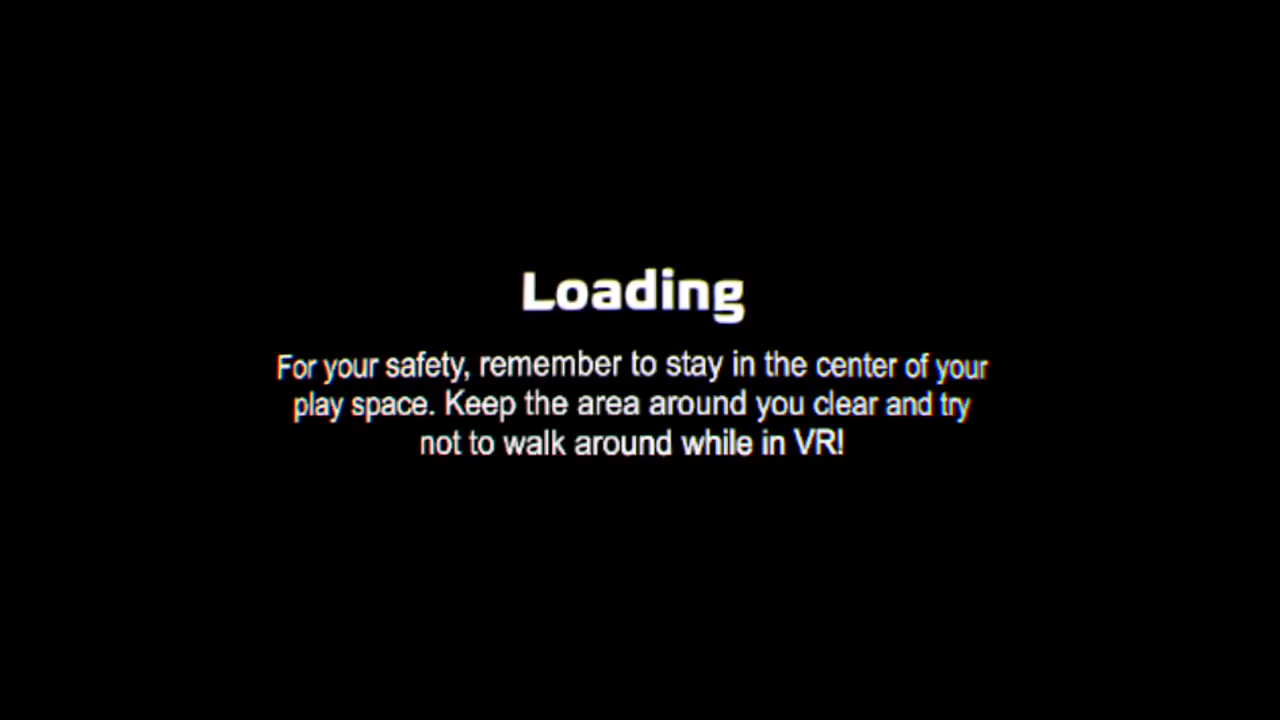 Loading
For your safety, remember to stay in the center of your
play space. Keep the area around you clear and try
not to walk around while in VR!